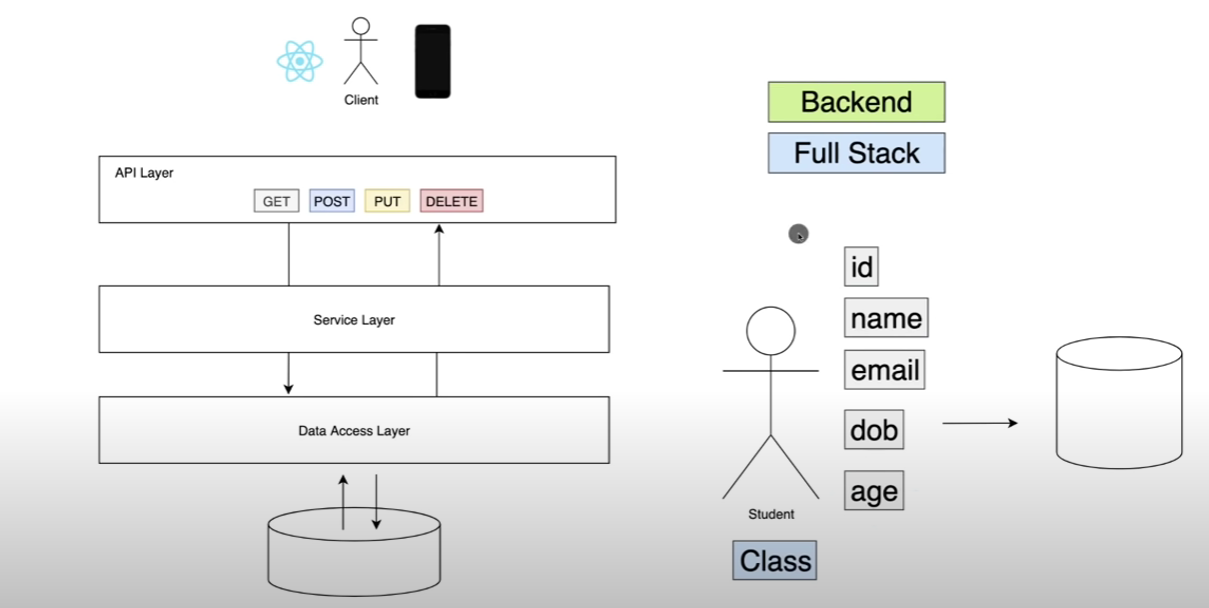 Client
API Layer
GET POST PUT DELETE
Service Layer
Data Access Layer
Backend
Full Stack
id
name
email
dob
age
Student
Class